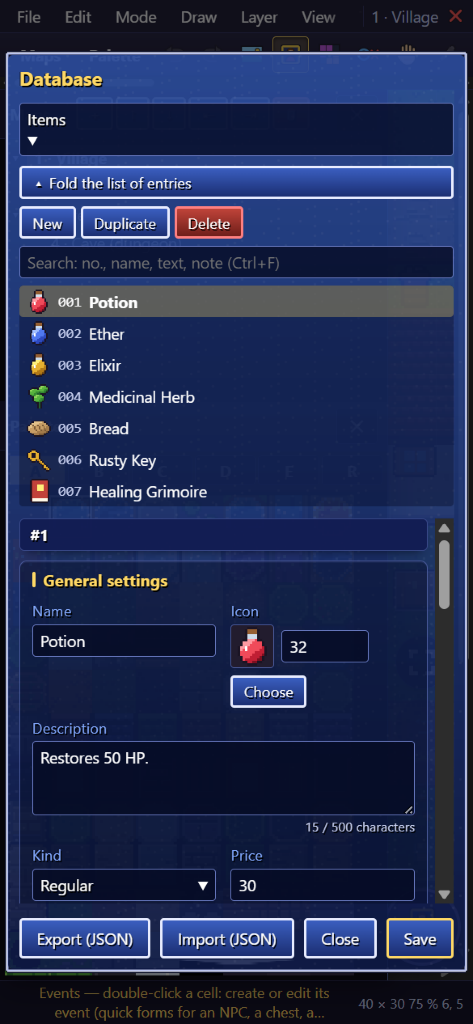 File Edit Mode Draw Layer View 1 · Village ✕
Maps Palette
Database
Items
▼
▲ Fold the list of entries
New Duplicate Delete
Search: no., name, text, note (Ctrl+F)
001 Potion
002 Ether
003 Elixir
004 Medicinal Herb
005 Bread
006 Rusty Key
007 Healing Grimoire
#1
General settings
Name Icon
Potion 32
Choose
Description
Restores 50 HP.
15 / 500 characters
Kind Price
Regular ▼ 30
Export (JSON) Import (JSON) Close Save
Events — double-click a cell: create or edit its
event (quick forms for an NPC, a chest, a... 40 × 30 75 % 6, 5